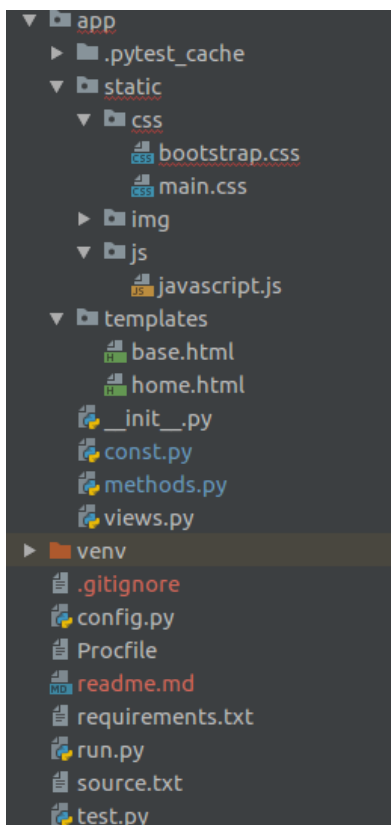 app
.pytest_cache
static
css
bootstrap.css
main.css
img
js
javascript.js
templates
base.html
home.html
__init__.py
const.py
methods.py
views.py
venv
.gitignore
config.py
Procfile
readme.md
requirements.txt
run.py
source.txt
test.py